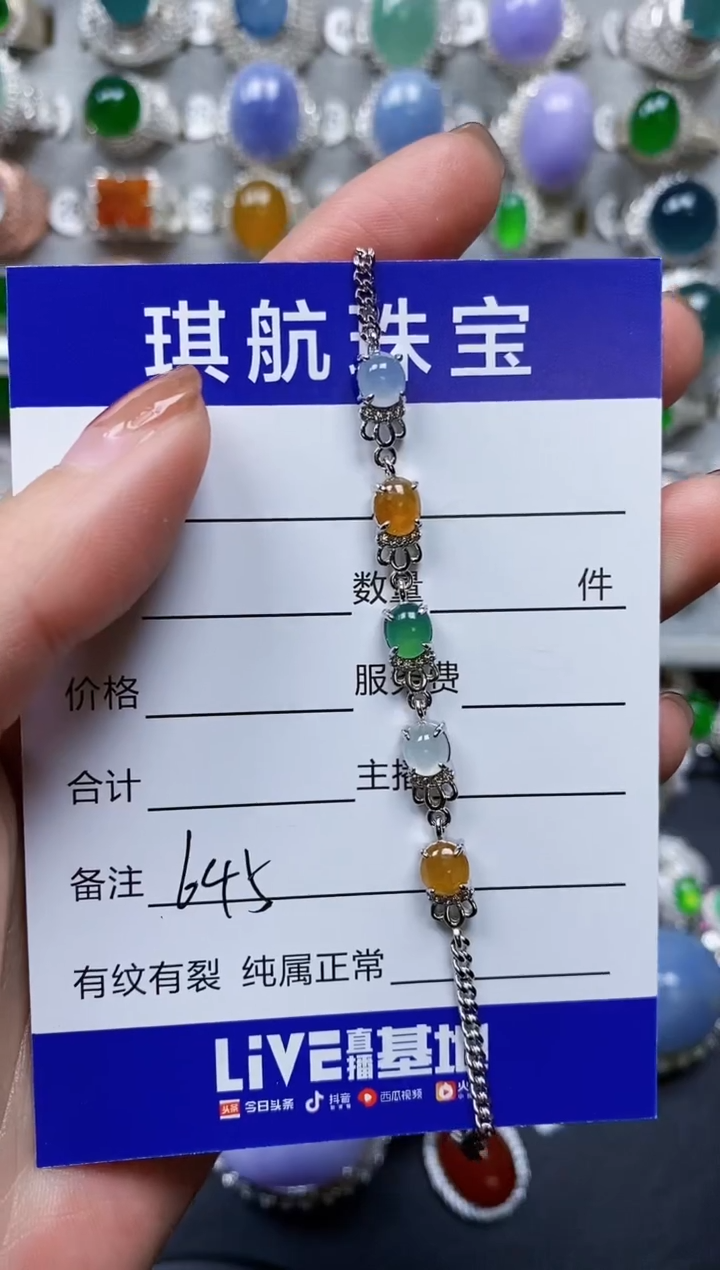 琪航珠宝
数量 件
价格 服务费
合计 主播
备注 645
有纹有裂 纯属正常
LiVE直播基地
头条 今日头条 抖音 西瓜视频 火